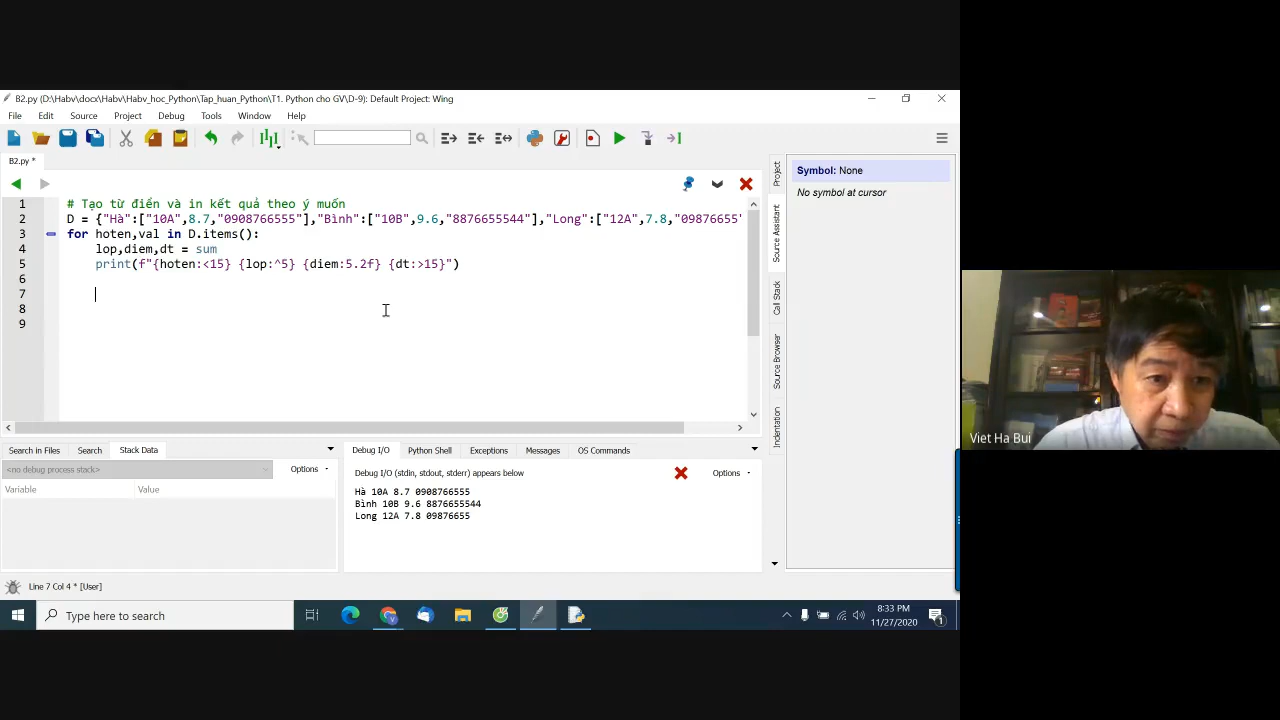 B2.py (D:\Habv\docx\Habv\Habv_hoc_Python\Tap_huan_Python\T1. Python cho GV\D-9): Default Project: Wing
File Edit Source Project Debug Tools Window Help
B2.py *
1 # Tạo từ điển và in kết quả theo ý muốn
2 D = {"Hà":["10A",8.7,"0908766555"],"Bình":["10B",9.6,"8876655544"],"Long":["12A",7.8,"09876655'
3 for hoten,val in D.items():
4 lop,diem,dt = sum
5 print(f"{hoten:<15} {lop:^5} {diem:5.2f} {dt:>15}")
6
7
8
9
Project
Source Assistant
Call Stack
Source Browser
Indentation
Symbol: None
No symbol at cursor
Search in Files Search Stack Data
<no debug process stack> Options
Variable Value
Debug I/O Python Shell Exceptions Messages OS Commands
Debug I/O (stdin, stdout, stderr) appears below Options
Hà 10A 8.7 0908766555
Bình 10B 9.6 8876655544
Long 12A 7.8 09876655
Line 7 Col 4 * [User]
Type here to search
8:33 PM
11/27/2020
1
Viet Ha Bui